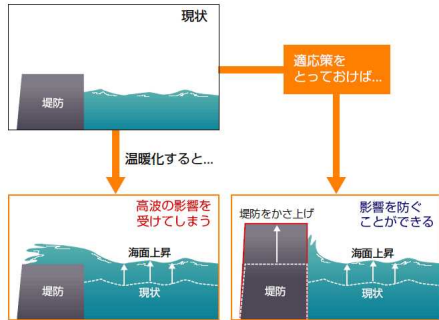 現状
堤防
適応策を
とっておけば…
温暖化すると…
高波の影響を
受けてしまう
海面上昇
堤防
現状
堤防をかさ上げ
影響を防ぐ
ことができる
海面上昇
堤防
現状